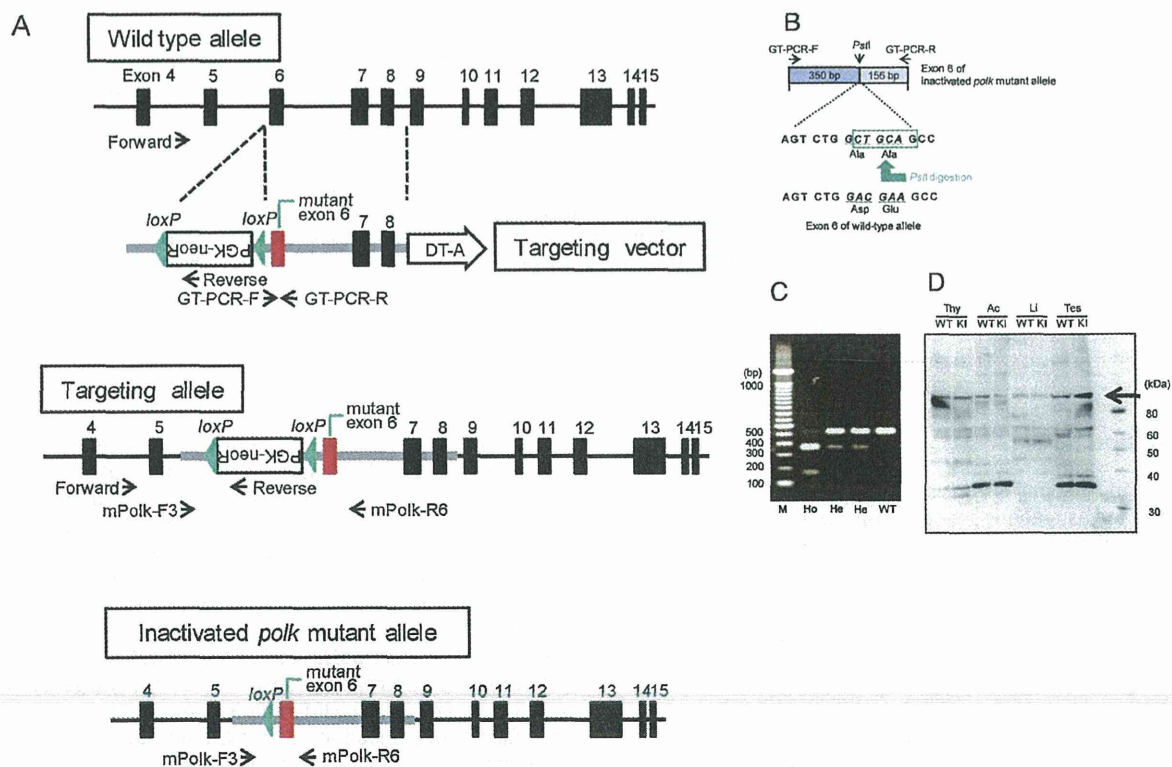 A
Wild type allele
Exon 4 5 6 7 8 9 10 11 12 13 14 15
Forward
loxP
PGK-neoR
loxP
mutant
exon 6
7 8
DT-A
Targeting vector
Reverse
GT-PCR-F
GT-PCR-R
Targeting allele
4 5
loxP
PGK-neoR
loxP
mutant
exon 6
7 8 9 10 11 12 13 14 15
Forward
Reverse
mPolk-F3
mPolk-R6
Inactivated polk mutant allele
4 5
loxP
mutant
exon 6
7 8 9 10 11 12 13 14 15
mPolk-F3
mPolk-R6
B
GT-PCR-F
PstI
GT-PCR-R
350 bp
156 bp
Exon 6 of
Inactivated polk mutant allele
AGT CTG GCT GCA GCC
Ala Ala
PstI digestion
AGT CTG GAC GAA GCC
Asp Glu
Exon 6 of wild-type allele
C
(bp)
1000
500
400
300
200
100
M Ho He He WT
D
Thy Ac Li Tes
WT KI WT KI WT KI WT KI
(kDa)
80
60
50
40
30